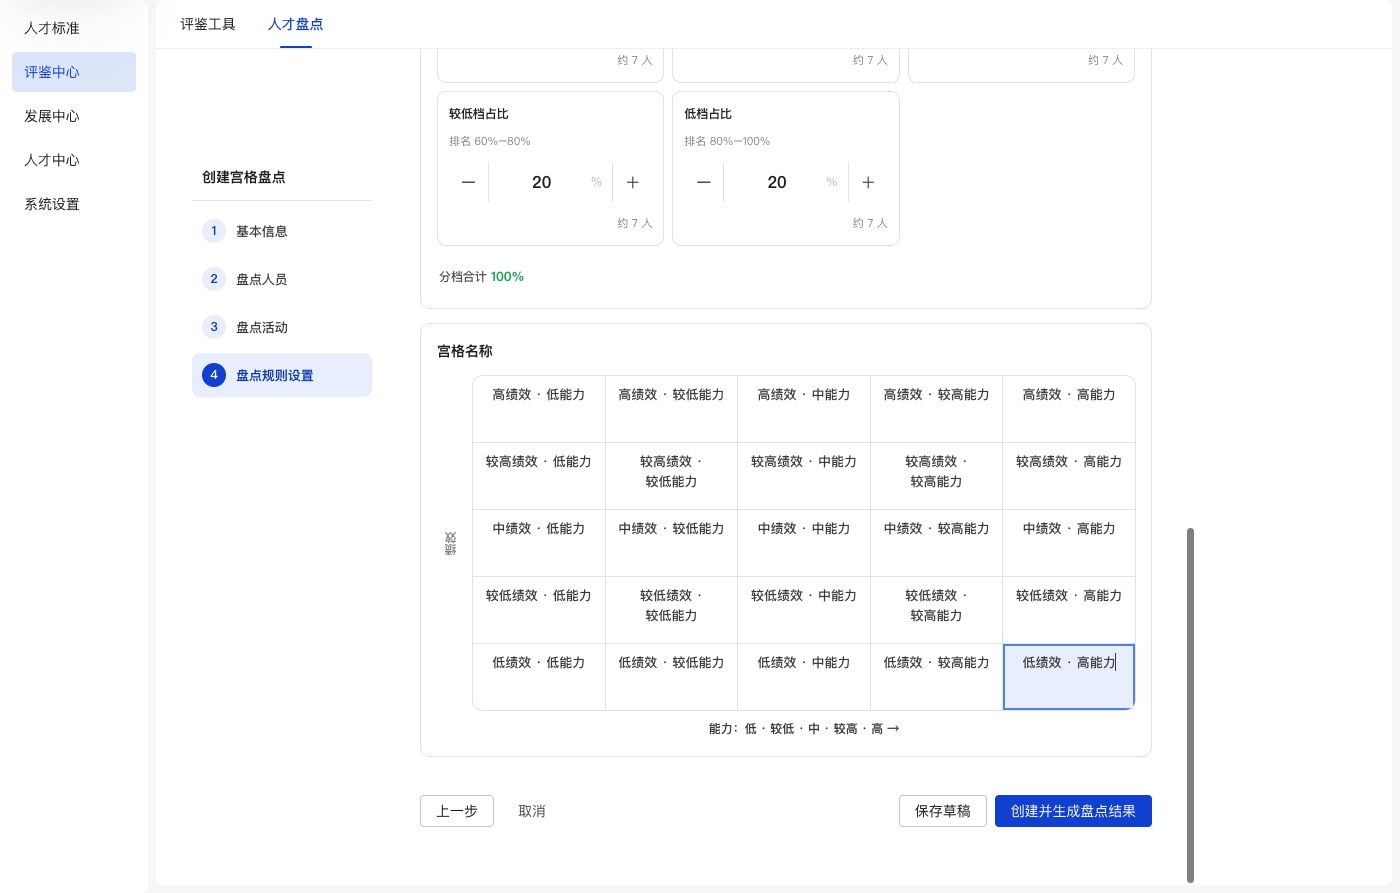 人才标准
评鉴中心
发展中心
人才中心
系统设置
评鉴工具
人才盘点
创建宫格盘点
1 基本信息
2 盘点人员
3 盘点活动
4 盘点规则设置
约 7 人
约 7 人
约 7 人
较低档占比
排名 60%—80%
— 20 % +
约 7 人
低档占比
排名 80%—100%
— 20 % +
约 7 人
分档合计 100%
宫格名称
绩效
高绩效 · 低能力
高绩效 · 较低能力
高绩效 · 中能力
高绩效 · 较高能力
高绩效 · 高能力
较高绩效 · 低能力
较高绩效 ·
较低能力
较高绩效 · 中能力
较高绩效 ·
较高能力
较高绩效 · 高能力
中绩效 · 低能力
中绩效 · 较低能力
中绩效 · 中能力
中绩效 · 较高能力
中绩效 · 高能力
较低绩效 · 低能力
较低绩效 ·
较低能力
较低绩效 · 中能力
较低绩效 ·
较高能力
较低绩效 · 高能力
低绩效 · 低能力
低绩效 · 较低能力
低绩效 · 中能力
低绩效 · 较高能力
低绩效 · 高能力
能力：低 · 较低 · 中 · 较高 · 高 →
上一步
取消
保存草稿
创建并生成盘点结果